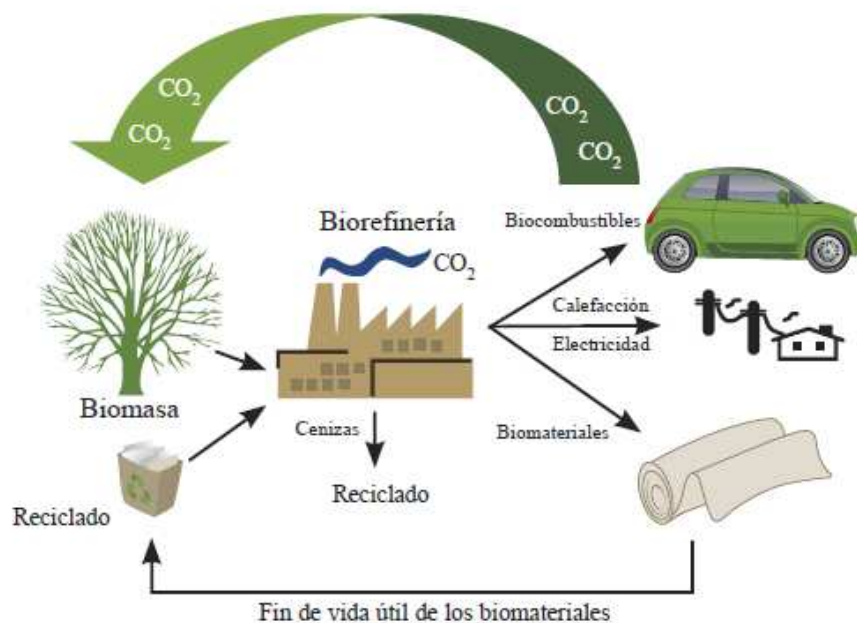 CO2
CO2
CO2
CO2
Biorefinería
CO2
Biocombustibles
Calefacción
Electricidad
Biomasa
Cenizas
Biomateriales
Reciclado
Reciclado
Fin de vida útil de los biomateriales